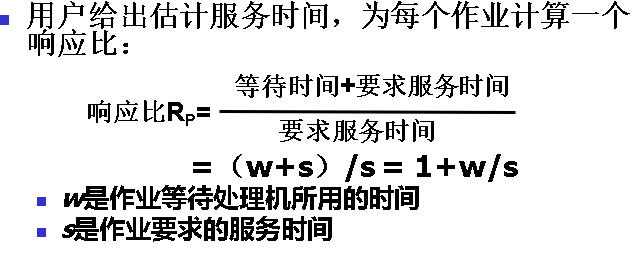 用户给出估计服务时间，为每个作业计算一个
响应比：
等待时间+要求服务时间
响应比RP=
要求服务时间
=（w+s）/s = 1+w/s
w是作业等待处理机所用的时间
s是作业要求的服务时间